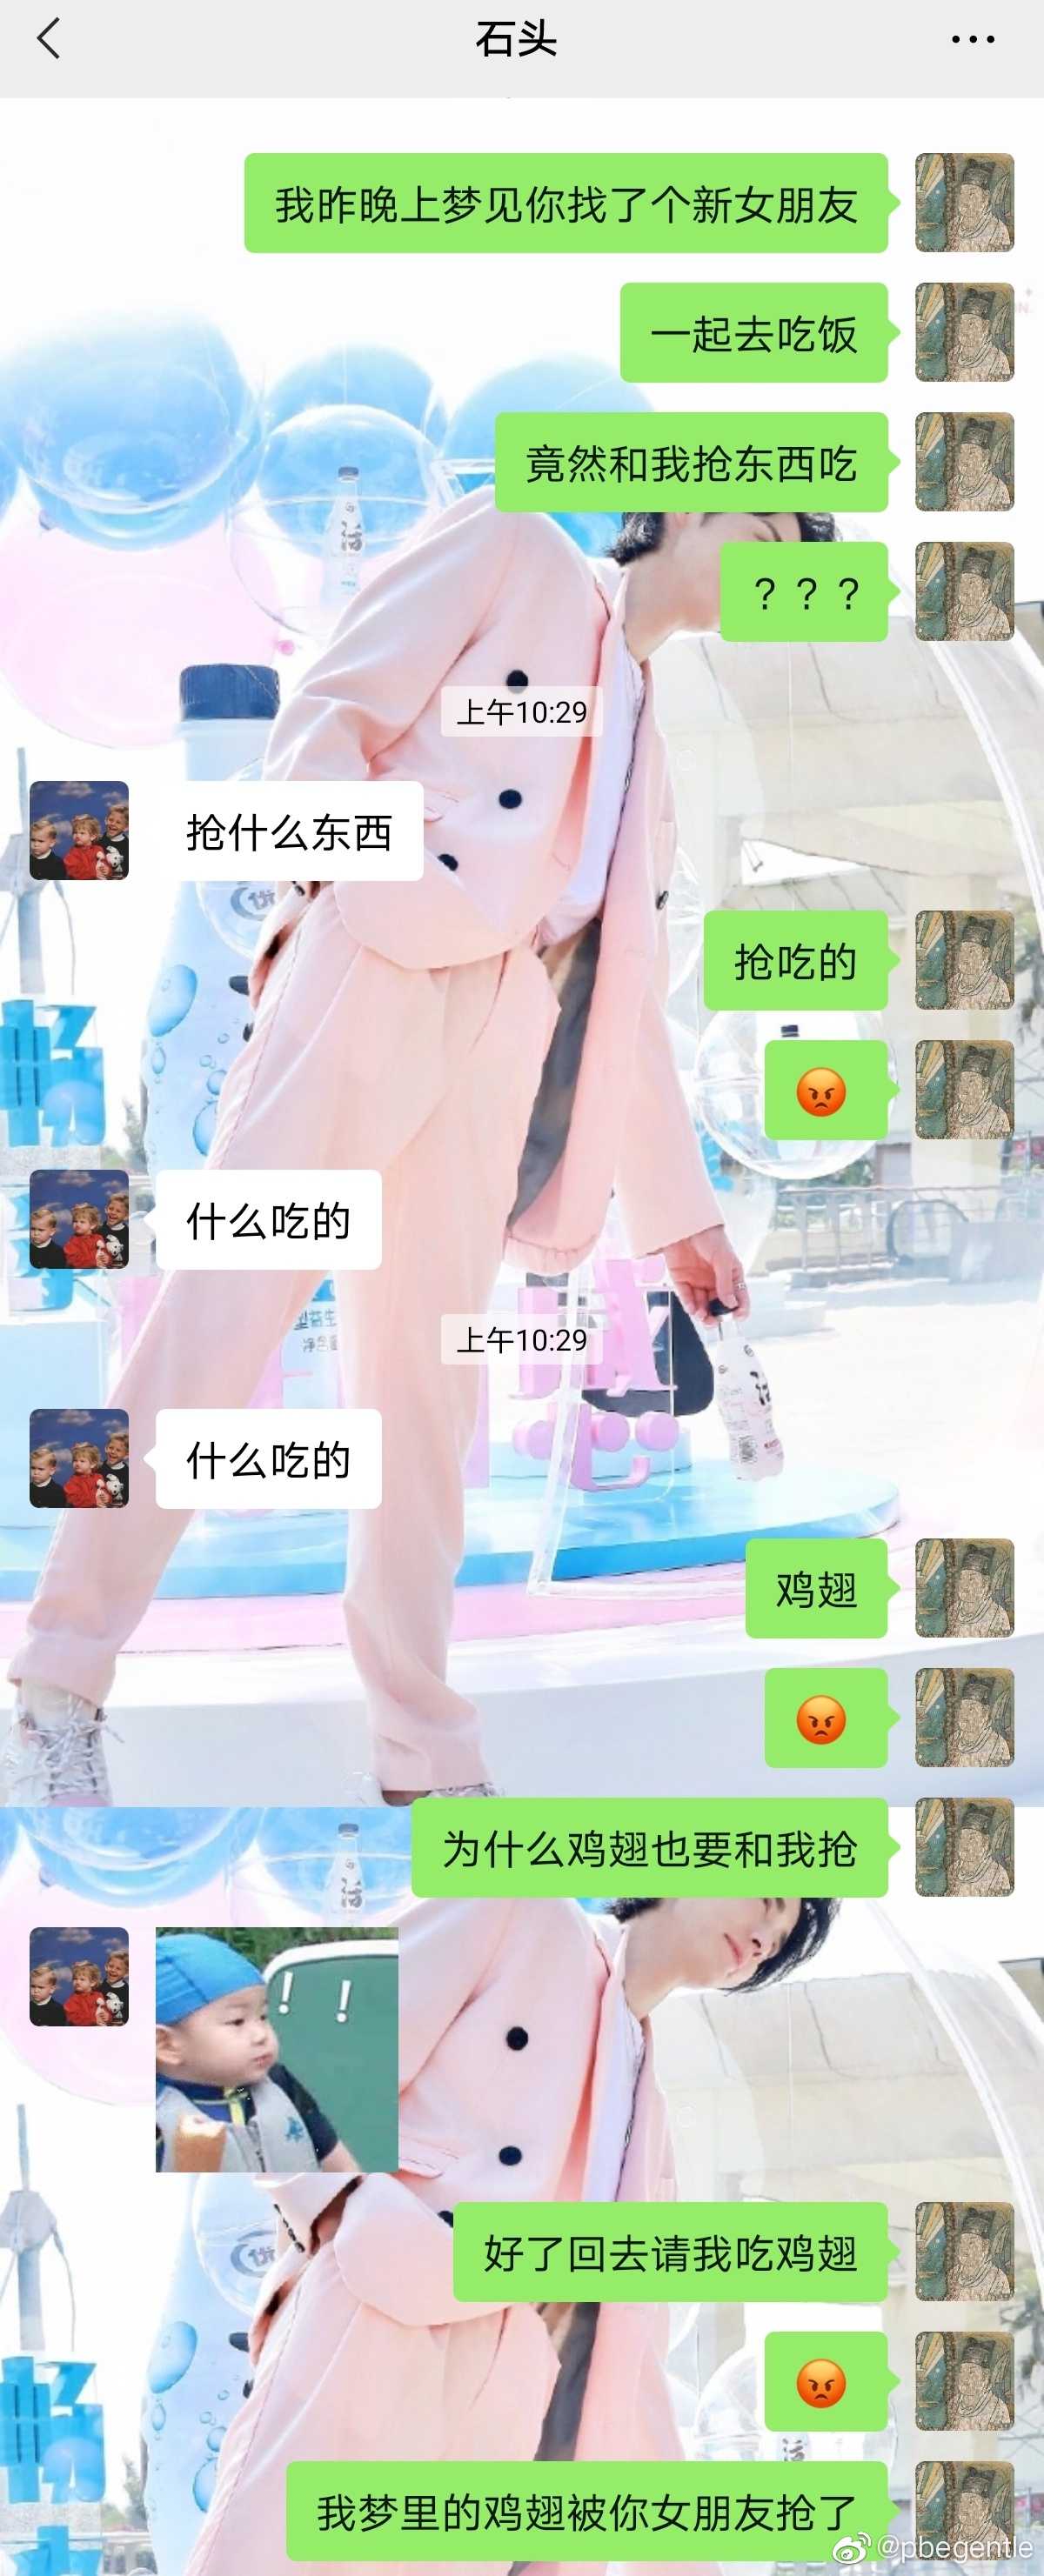 石头
我昨晚上梦见你找了个新女朋友
一起去吃饭
竟然和我抢东西吃
？？？
上午10:29
抢什么东西
抢吃的
什么吃的
上午10:29
什么吃的
鸡翅
为什么鸡翅也要和我抢
！！
好了回去请我吃鸡翅
我梦里的鸡翅被你女朋友抢了
@pbegentle